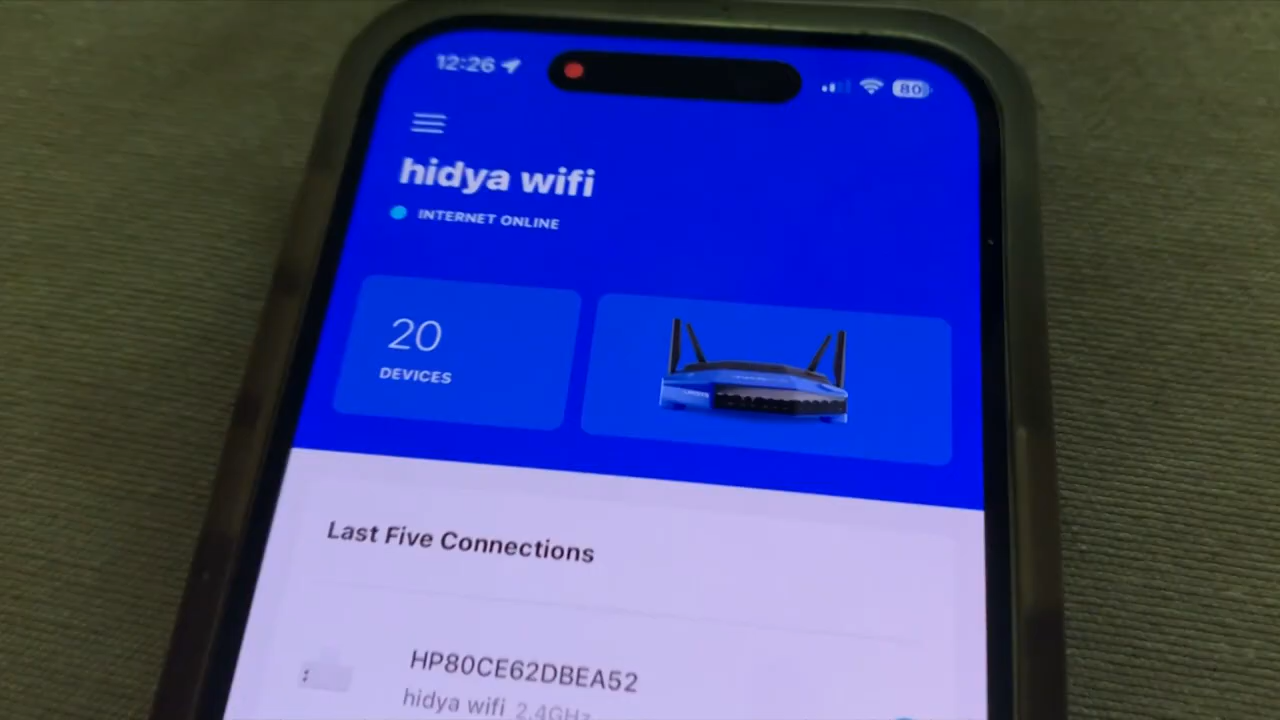 12:26
80
hidya wifi
INTERNET ONLINE
20
DEVICES
Last Five Connections
HP80CE62DBEA52
hidya wifi 2.4GHz